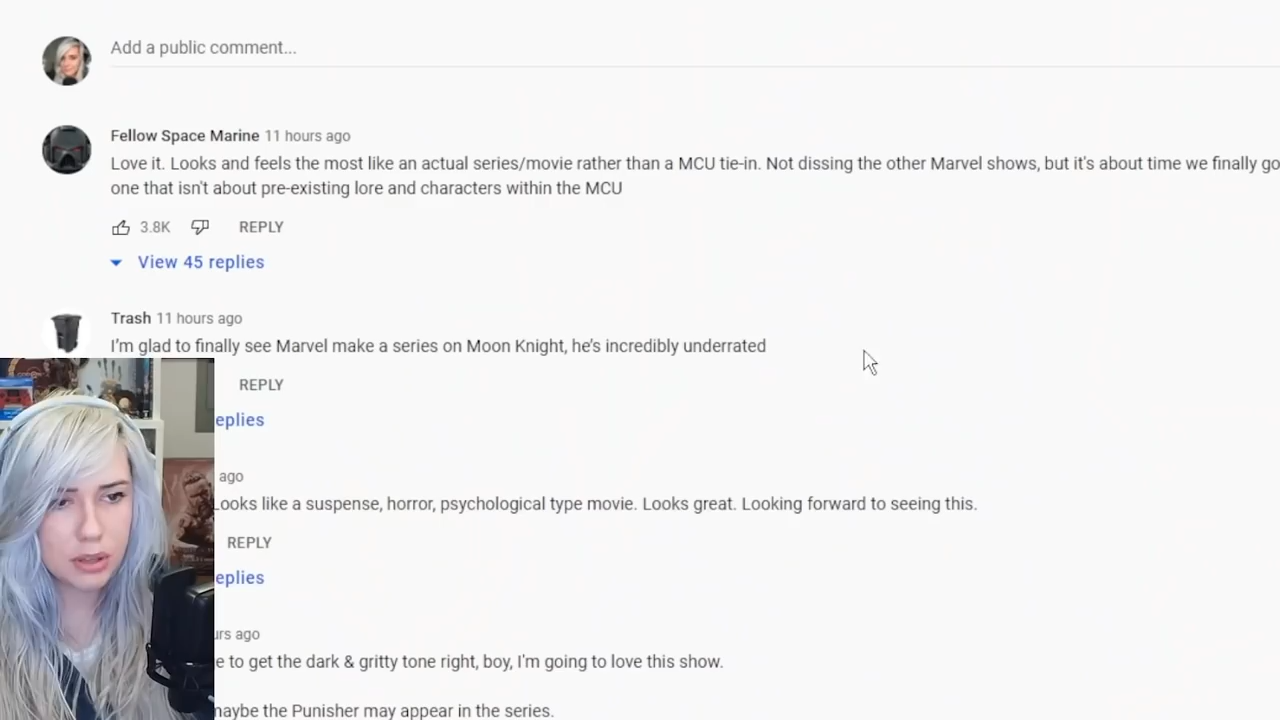 Add a public comment...
Fellow Space Marine 11 hours ago
Love it. Looks and feels the most like an actual series/movie rather than a MCU tie-in. Not dissing the other Marvel shows, but it's about time we finally go
one that isn't about pre-existing lore and characters within the MCU
3.8K REPLY
View 45 replies
Trash 11 hours ago
I'm glad to finally see Marvel make a series on Moon Knight, he's incredibly underrated
REPLY
eplies
ago
Looks like a suspense, horror, psychological type movie. Looks great. Looking forward to seeing this.
REPLY
eplies
urs ago
e to get the dark & gritty tone right, boy, I'm going to love this show.
maybe the Punisher may appear in the series.